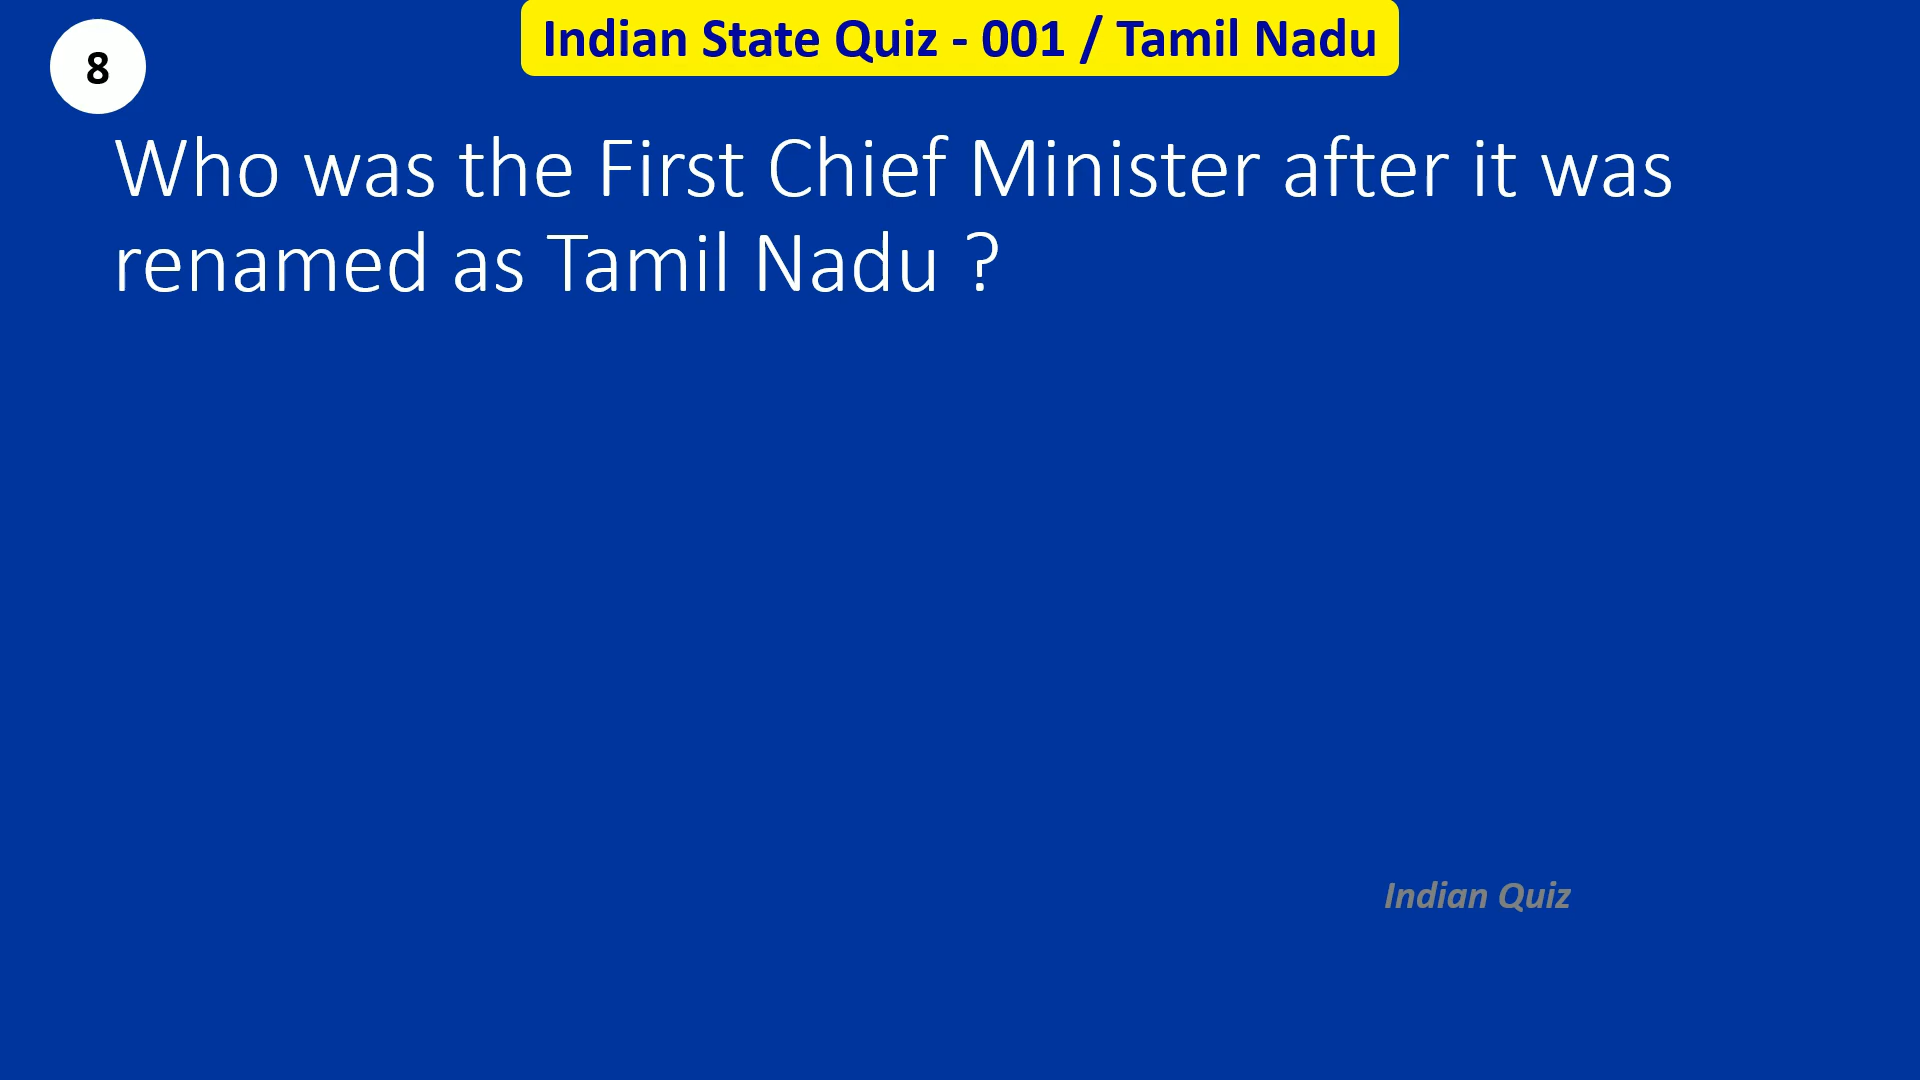 8
Indian State Quiz - 001 / Tamil Nadu
Who was the First Chief Minister after it was
renamed as Tamil Nadu ?
Indian Quiz